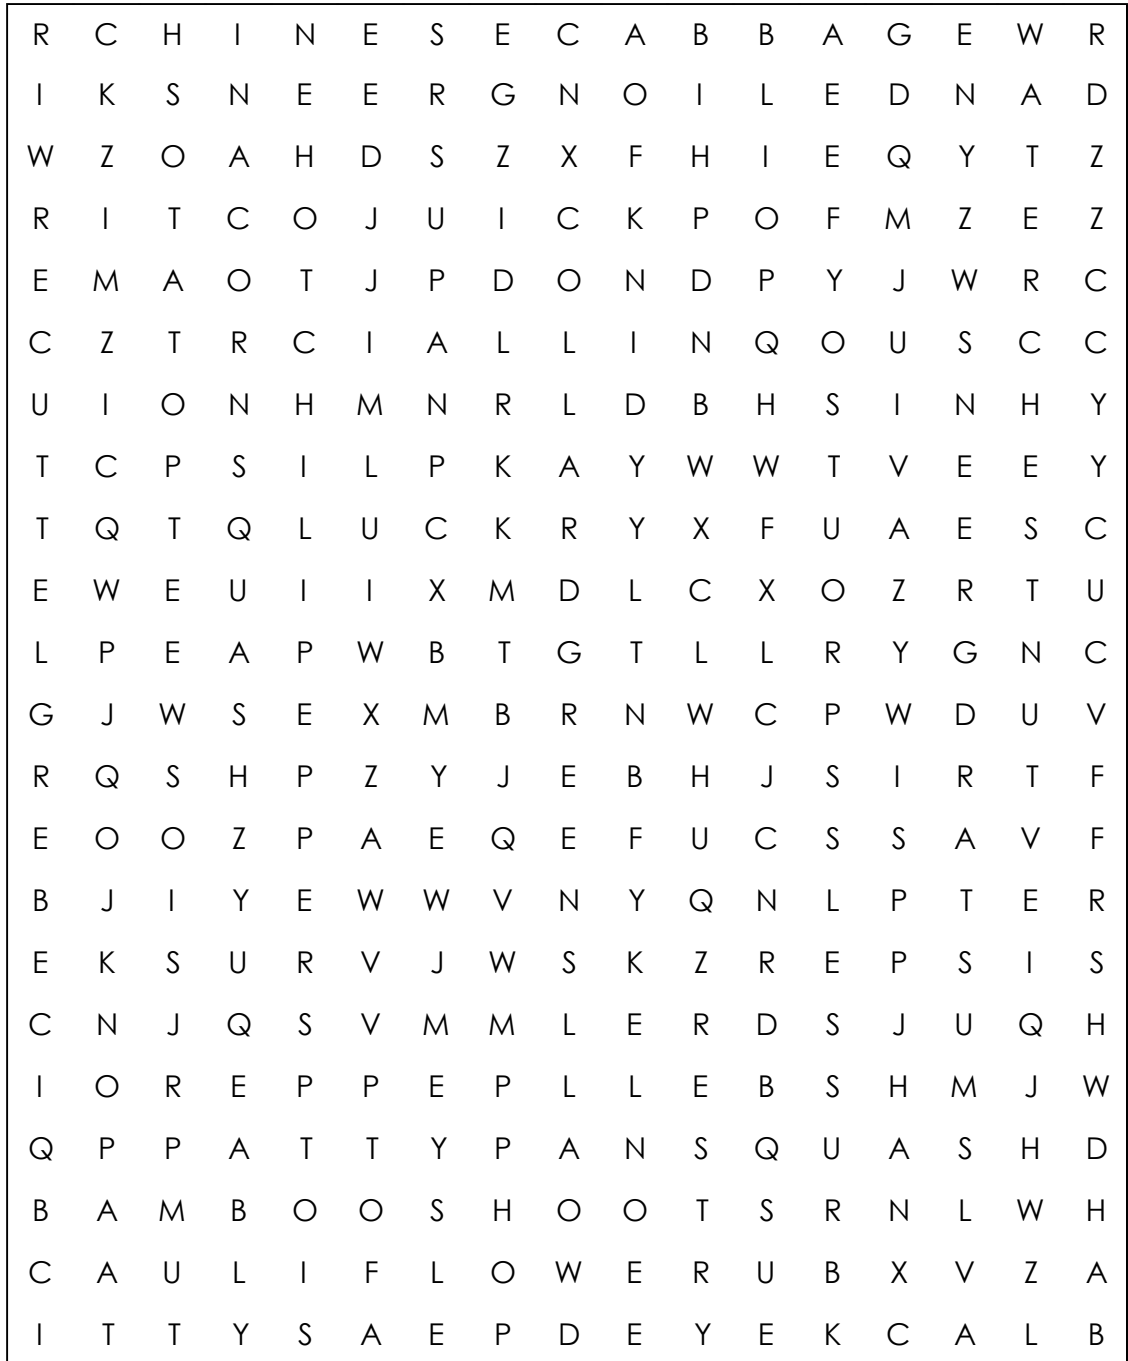 R C H I N E S E C A B B A G E W R
I K S N E E R G N O I L E D N A D
W Z O A H D S Z X F H I E Q Y T Z
R I T C O J U I C K P O F M Z E Z
E M A O T J P D O N D P Y J W R C
C Z T R C I A L L I N Q O U S C C
U I O N H M N R L D B H S I N H Y
T C P S I L P K A Y W W T V E E Y
T Q T Q L U C K R Y X F U A E S C
E W E U I I X M D L C X O Z R T U
L P E A P W B T G T L L R Y G N C
G J W S E X M B R N W C P W D U V
R Q S H P Z Y J E B H J S I R T F
E O O Z P A E Q E F U C S S A V F
B J I Y E W W V N Y Q N L P T E R
E K S U R V J W S K Z R E P S I S
C N J Q S V M M L E R D S J U Q H
I O R E P P E P L L E B S H M J W
Q P P A T T Y P A N S Q U A S H D
B A M B O O S H O O T S R N L W H
C A U L I F L O W E R U B X V Z A
I T T Y S A E P D E Y E K C A L B